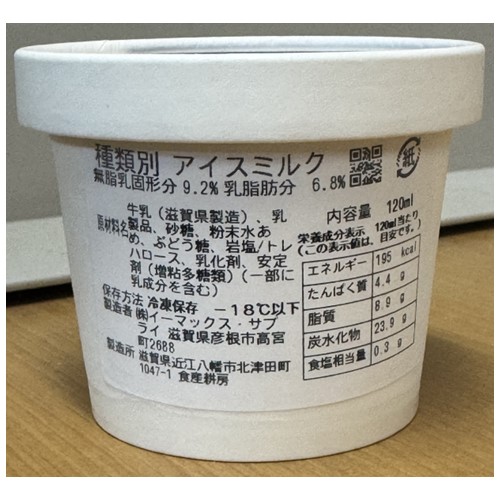 種類別 アイスミルク
無脂乳固形分 9.2% 乳脂肪分 6.8%
紙
原材料名
牛乳（滋賀県製造）、乳
製品、砂糖、粉末水あ
め、ぶどう糖、岩塩/トレ
ハロース、乳化剤、安定
剤（増粘多糖類）（一部に
乳成分を含む）
保存方法 冷凍保存 －18℃以下
製造者 ㈱イーマックス・サプ
ライ 滋賀県彦根市高宮
町2688
製造所 滋賀県近江八幡市北津田町
1047-1 食産耕房
内容量 120ml
栄養成分表示 120ml当たり
（この表示値は、目安です。）
エネルギー 195 kcal
たんぱく質 4.4 g
脂質 8.9 g
炭水化物 23.9 g
食塩相当量 0.3 g